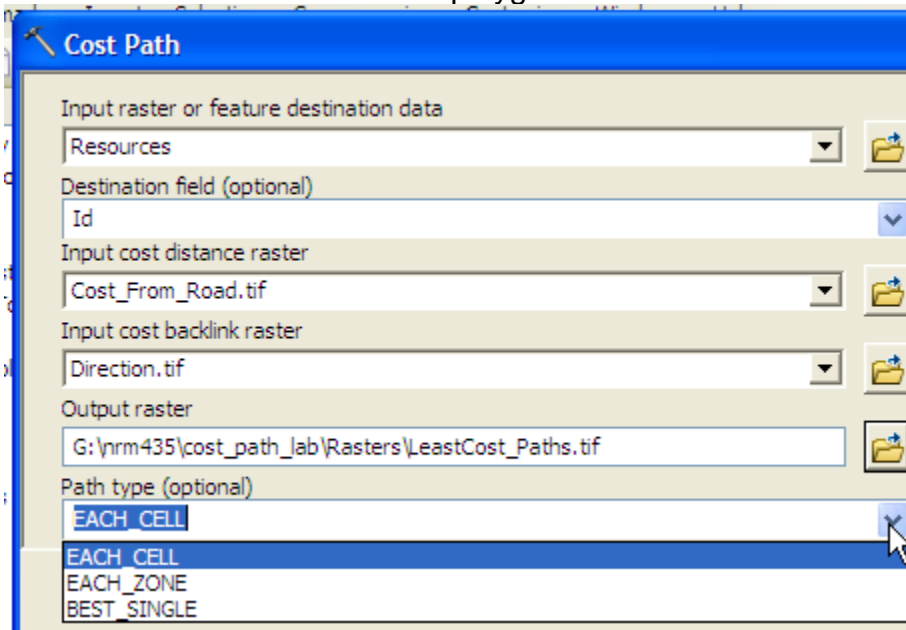 Cost Path
Input raster or feature destination data
Resources
Destination field (optional)
Id
Input cost distance raster
Cost_From_Road.tif
Input cost backlink raster
Direction.tif
Output raster
G:\nrm435\cost_path_lab\Rasters\LeastCost_Paths.tif
Path type (optional)
EACH_CELL
EACH_CELL
EACH_ZONE
BEST_SINGLE